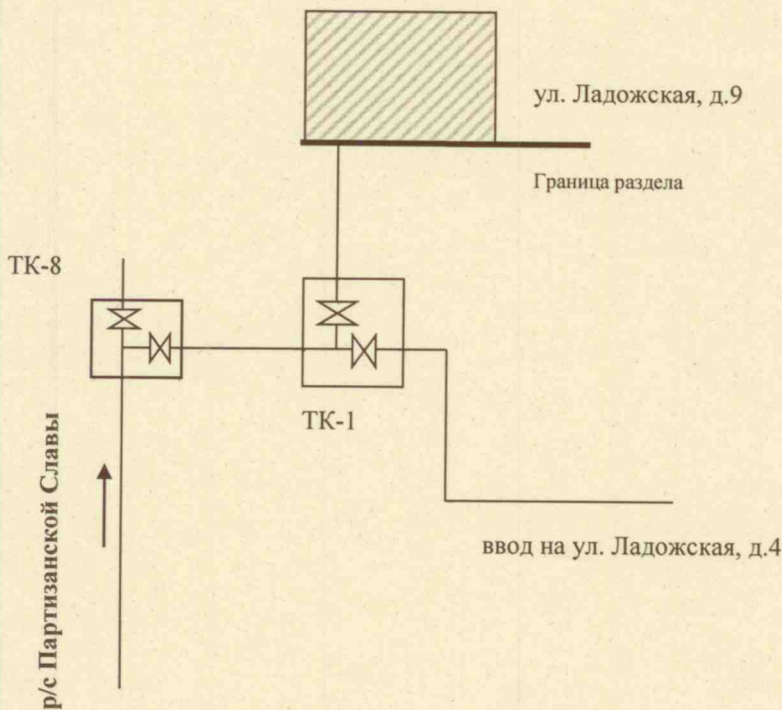 ул. Ладожская, д.9
Граница раздела
ТК-8
ТК-1
р/с Партизанской Славы
ввод на ул. Ладожская, д.4